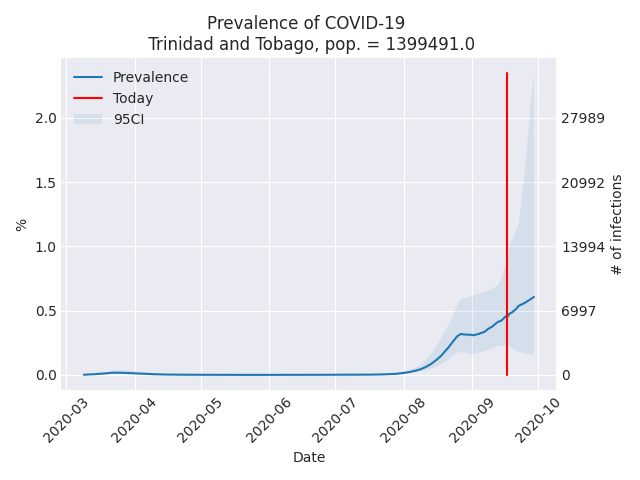 Prevalence of COVID-19
Trinidad and Tobago, pop. = 1399491.0
Prevalence
Today
95CI
2.0
1.5
1.0
0.5
0.0
%
27989
20992
13994
6997
0
# of infections
2020-03
2020-04
2020-05
2020-06
2020-07
2020-08
2020-09
2020-10
Date